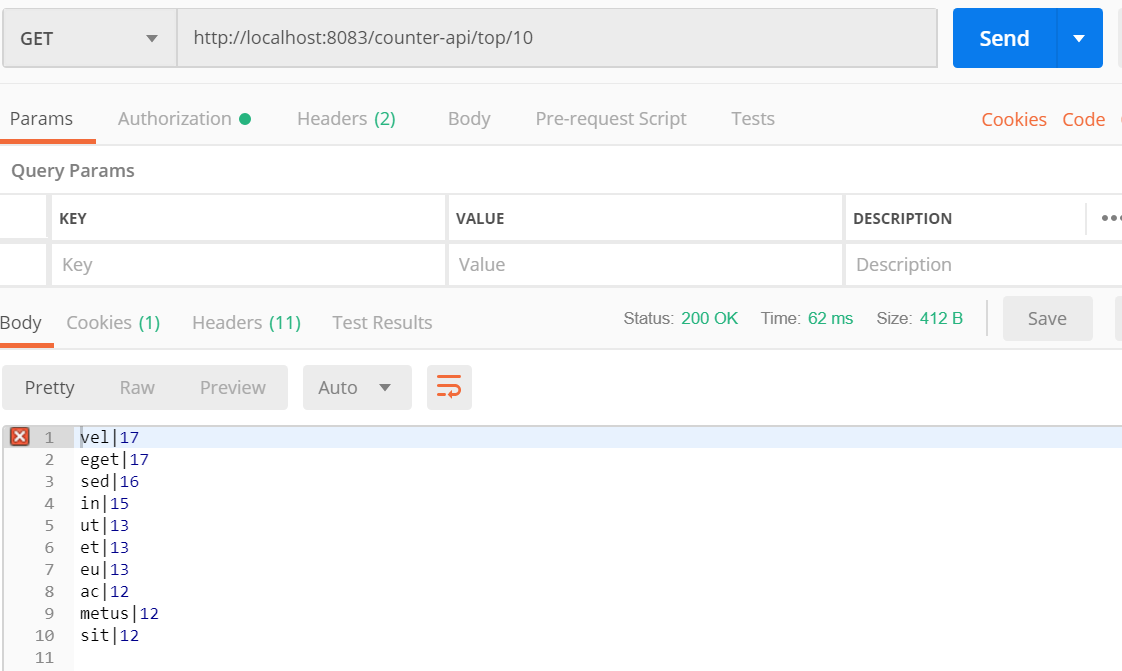 GET http://localhost:8083/counter-api/top/10 Send
Params Authorization Headers (2) Body Pre-request Script Tests Cookies Code
Query Params
KEY VALUE DESCRIPTION
Key Value Description
Body Cookies (1) Headers (11) Test Results Status: 200 OK Time: 62 ms Size: 412 B Save
Pretty Raw Preview Auto
1 vel|17
2 eget|17
3 sed|16
4 in|15
5 ut|13
6 et|13
7 eu|13
8 ac|12
9 metus|12
10 sit|12
11